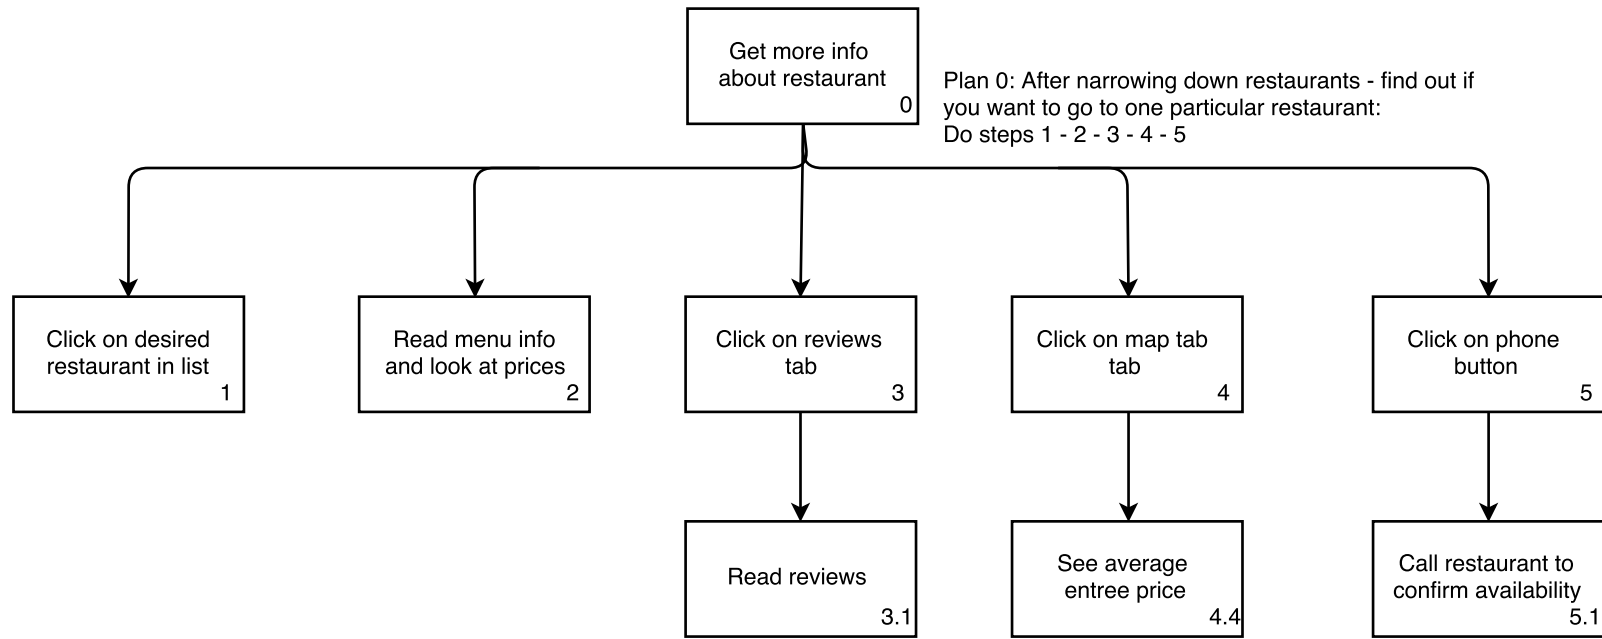 Get more info
about restaurant
0
Plan 0: After narrowing down restaurants - find out if
you want to go to one particular restaurant:
Do steps 1 - 2 - 3 - 4 - 5
Click on desired
restaurant in list
1
Read menu info
and look at prices
2
Click on reviews
tab
3
Click on map tab
tab
4
Click on phone
button
5
Read reviews
3.1
See average
entree price
4.4
Call restaurant to
confirm availability
5.1